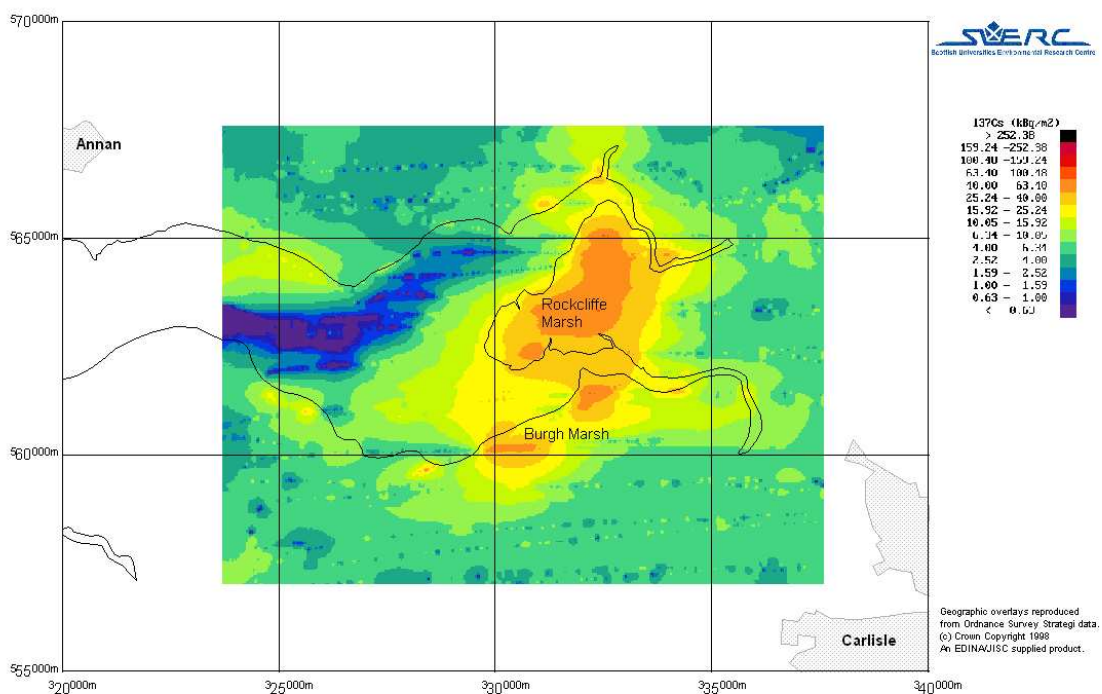 570000m
SUERC
Scottish Universities Environmental Research Centre
Annan
137Cs (kBq/m2)
> 252.38
159.24 -252.38
100.48 -159.24
63.40 100.48
40.00 63.40
25.24 - 40.00
15.92 - 25.24
10.05 - 15.92
6.34 - 10.05
4.00 6.34
2.52 4.00
1.59 - 2.52
1.00 - 1.59
0.63 - 1.00
< 0.63
565000m
Rockcliffe
Marsh
Burgh Marsh
560000m
Geographic overlays reproduced
from Ordnance Survey Strategi data.
(c) Crown Copyright 1998
An EDINA/JISC supplied product.
Carlisle
555000m
320000m 325000m 330000m 335000m 340000m